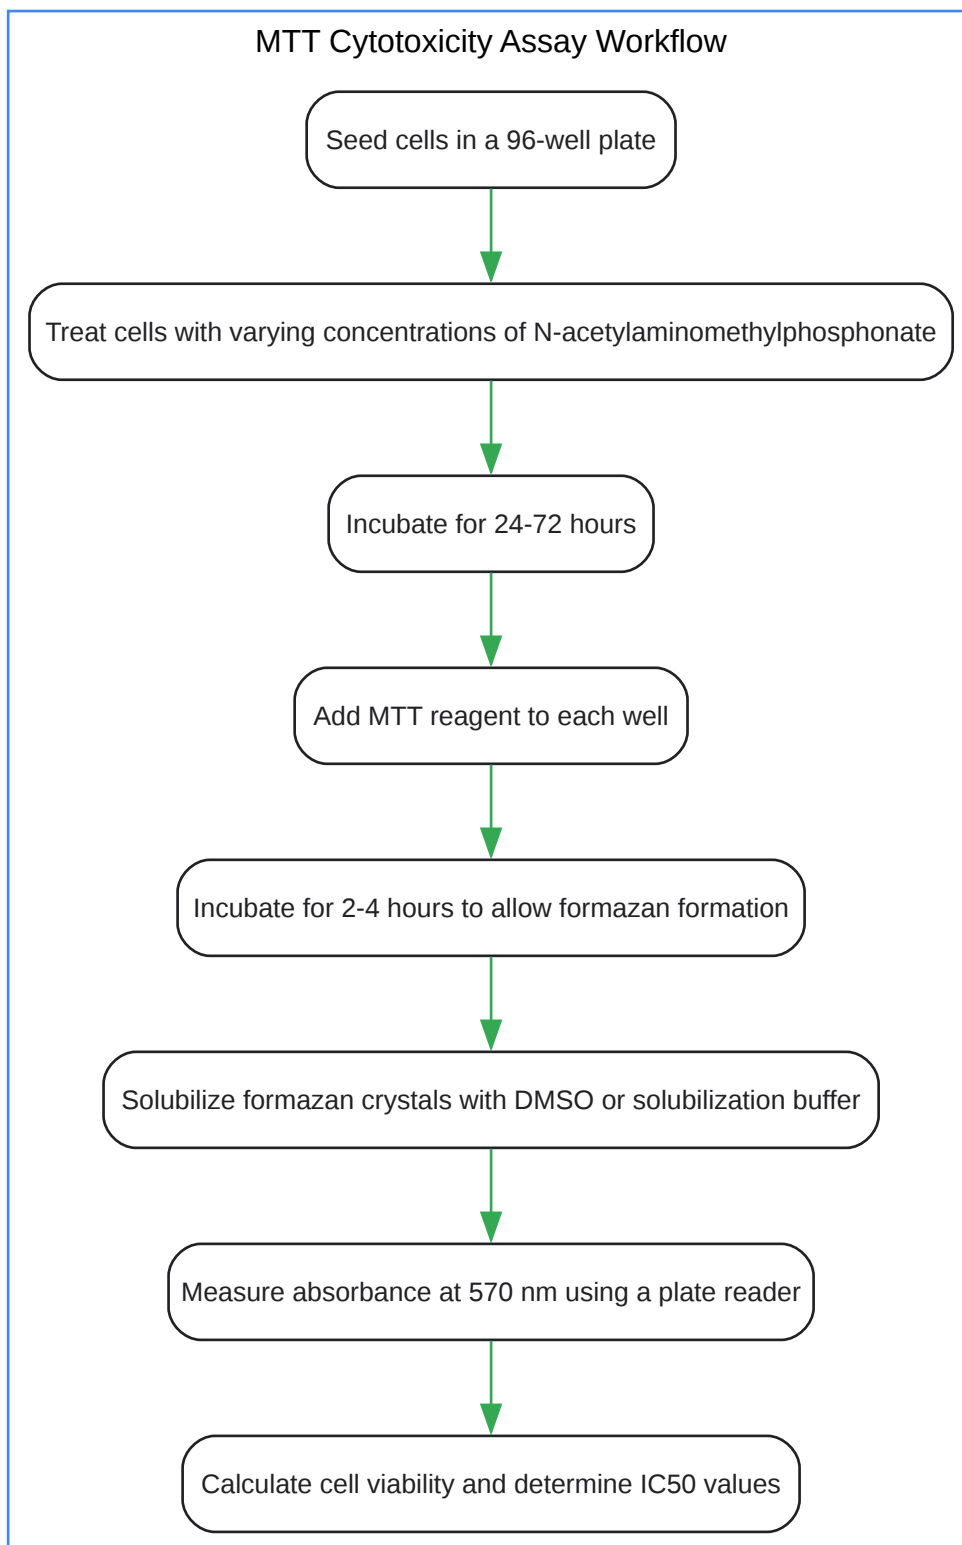 MTT Cytotoxicity Assay Workflow
Seed cells in a 96-well plate
Treat cells with varying concentrations of N-acetylaminomethylphosphonate
Incubate for 24-72 hours
Add MTT reagent to each well
Incubate for 2-4 hours to allow formazan formation
Solubilize formazan crystals with DMSO or solubilization buffer
Measure absorbance at 570 nm using a plate reader
Calculate cell viability and determine IC50 values